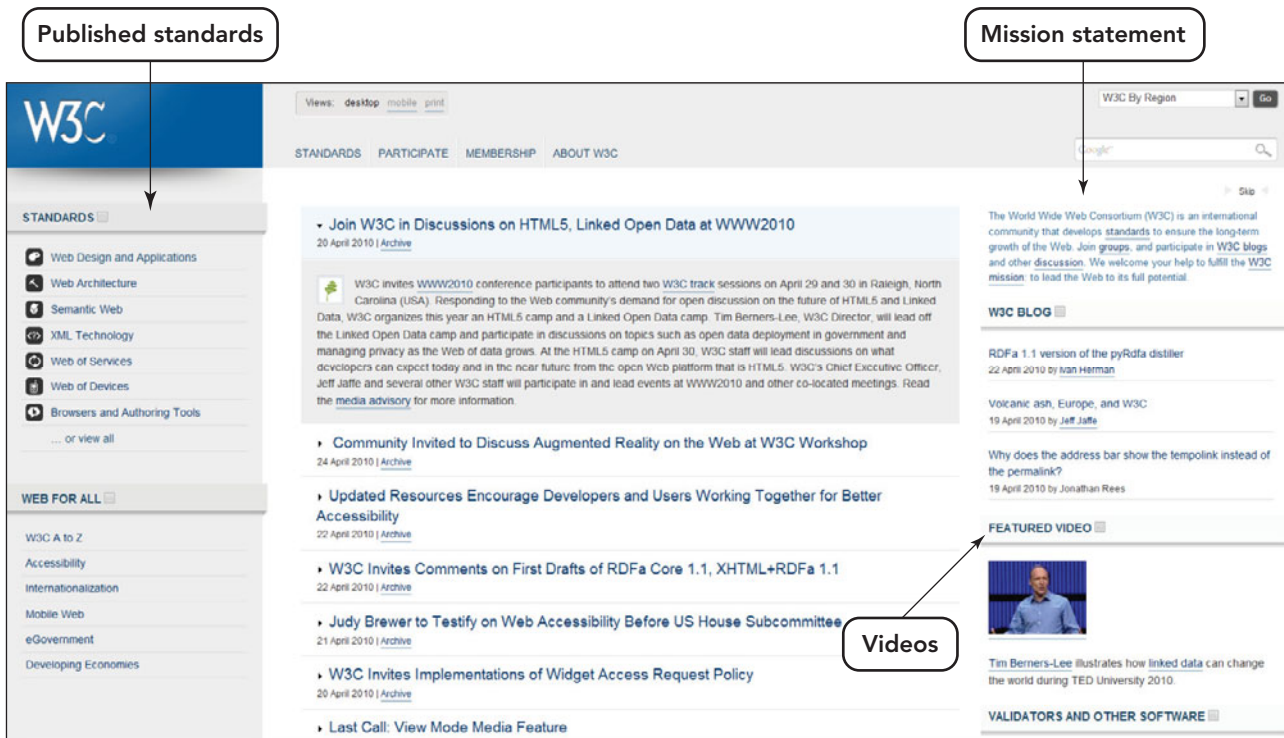 Published standards
Mission statement
W3C
Views: desktop mobile print
W3C By Region
Go
STANDARDS PARTICIPATE MEMBERSHIP ABOUT W3C
Google
Skip
STANDARDS
Web Design and Applications
Web Architecture
Semantic Web
XML Technology
Web of Services
Web of Devices
Browsers and Authoring Tools
... or view all
WEB FOR ALL
W3C A to Z
Accessibility
Internationalization
Mobile Web
eGovernment
Developing Economies
Join W3C in Discussions on HTML5, Linked Open Data at WWW2010
20 April 2010 | Archive
W3C invites WWW2010 conference participants to attend two W3C track sessions on April 29 and 30 in Raleigh, North
Carolina (USA). Responding to the Web community's demand for open discussion on the future of HTML5 and Linked
Data, W3C organizes this year an HTML5 camp and a Linked Open Data camp. Tim Berners-Lee, W3C Director, will lead off
the Linked Open Data camp and participate in discussions on topics such as open data deployment in government and
managing privacy as the Web of data grows. At the HTML5 camp on April 30, W3C staff will lead discussions on what
developers can expect today and in the near future from the open Web platform that is HTML5. W3C's Chief Executive Officer,
Jeff Jaffe and several other W3C staff will participate in and lead events at WWW2010 and other co-located meetings. Read
the media advisory for more information.
Community Invited to Discuss Augmented Reality on the Web at W3C Workshop
24 April 2010 | Archive
Updated Resources Encourage Developers and Users Working Together for Better
Accessibility
22 April 2010 | Archive
W3C Invites Comments on First Drafts of RDFa Core 1.1, XHTML+RDFa 1.1
22 April 2010 | Archive
Judy Brewer to Testify on Web Accessibility Before US House Subcommittee
21 April 2010 | Archive
W3C Invites Implementations of Widget Access Request Policy
20 April 2010 | Archive
Last Call: View Mode Media Feature
The World Wide Web Consortium (W3C) is an international
community that develops standards to ensure the long-term
growth of the Web. Join groups, and participate in W3C blogs
and other discussion. We welcome your help to fulfill the W3C
mission: to lead the Web to its full potential.
W3C BLOG
RDFa 1.1 version of the pyRdfa distiller
22 April 2010 by Ivan Herman
Volcanic ash, Europe, and W3C
19 April 2010 by Jeff Jaffe
Why does the address bar show the tempolink instead of
the permalink?
19 April 2010 by Jonathan Rees
FEATURED VIDEO
Videos
Tim Berners-Lee illustrates how linked data can change
the world during TED University 2010.
VALIDATORS AND OTHER SOFTWARE